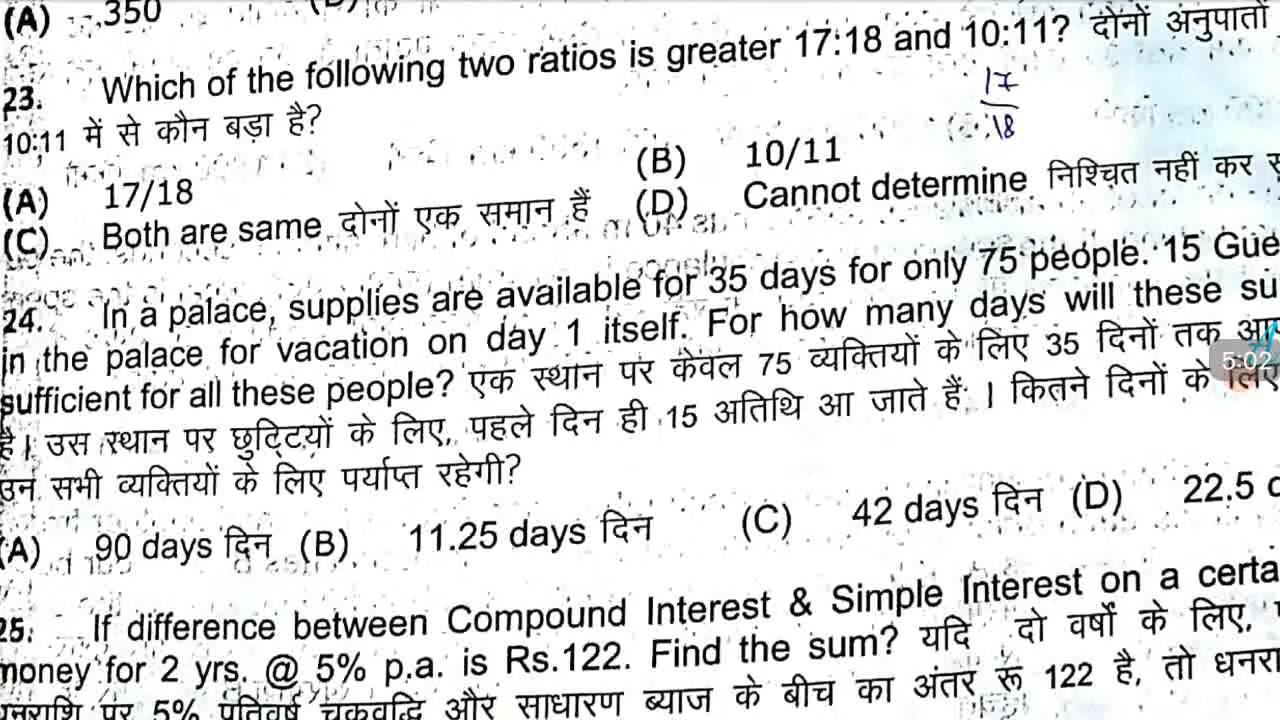 (A) 350
23. Which of the following two ratios is greater 17:18 and 10:11? दोनों अनुपातों
17
18
10:11 में से कौन बड़ा है?
(A) 17/18 (B) 10/11
(C) Both are same दोनों एक समान हैं (D) Cannot determine निश्चित नहीं कर
24. In a palace, supplies are available for 35 days for only 75 people. 15 Gue
in the palace for vacation on day 1 itself. For how many days will these su
sufficient for all these people? एक स्थान पर केवल 75 व्यक्तियों के लिए 35 दिनों तक
5:02
है। उस स्थान पर छुट्टियों के लिए, पहले दिन ही 15 अतिथि आ जाते हैं। कितने दिनों के लिए
उन सभी व्यक्तियों के लिए पर्याप्त रहेगी?
(A) 90 days दिन (B) 11.25 days दिन (C) 42 days दिन (D) 22.5
25. If difference between Compound Interest & Simple Interest on a certa
money for 2 yrs. @ 5% p.a. is Rs.122. Find the sum? यदि दो वर्षों के लिए,
धनराशि पर 5% प्रतिवर्ष चक्रवृद्धि और साधारण ब्याज के बीच का अंतर रू 122 है, तो धनरा